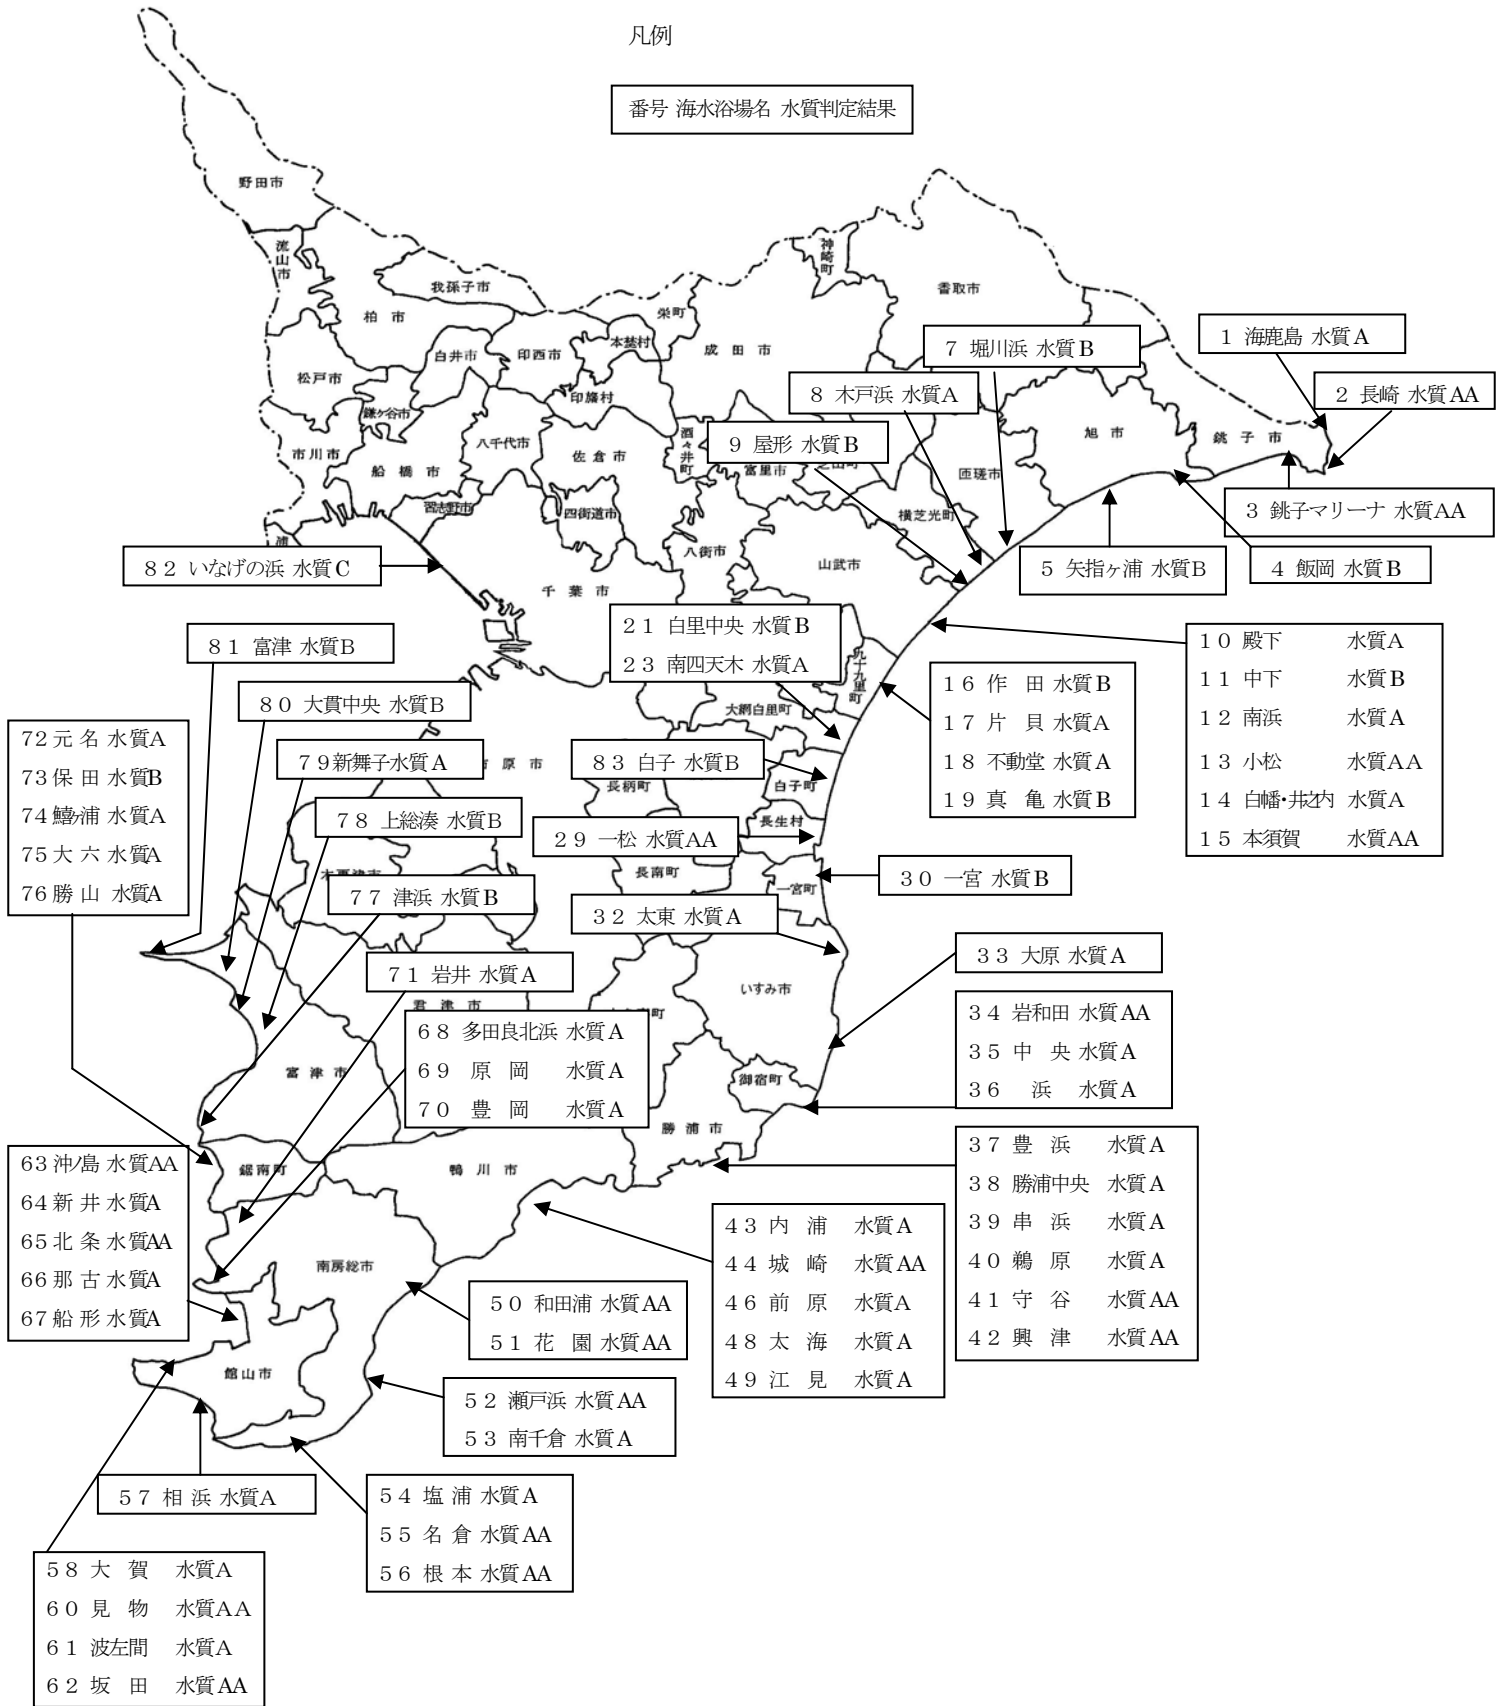 凡例
番号 海水浴場名 水質判定結果
野田市
流山市
我孫子市
柏市
栄町
神崎町
香取市
成田市
本埜村
印西市
白井市
松戸市
印旛村
鎌ケ谷市
八千代市
市川市
船橋市
佐倉市
酒々井町
富里市
習志野市
四街道市
八街市
山武市
横芝光町
匝瑳市
旭市
銚子市
千葉市
九十九里町
大網白里町
白子町
長柄町
長生村
長南町
一宮町
いすみ市
御宿町
勝浦市
君津市
富津市
鋸南町
鴨川市
南房総市
館山市
1 海鹿島 水質A
2 長崎 水質AA
3 銚子マリーナ 水質AA
4 飯岡 水質B
5 矢指ヶ浦 水質B
7 堀川浜 水質B
8 木戸浜 水質A
9 屋形 水質B
10 殿下 水質A
11 中下 水質B
12 南浜 水質A
13 小松 水質AA
14 白幡・井之内 水質A
15 本須賀 水質AA
16 作田 水質B
17 片貝 水質A
18 不動堂 水質A
19 真亀 水質B
21 白里中央 水質B
23 南四天木 水質A
83 白子 水質B
29 一松 水質AA
30 一宮 水質B
32 太東 水質A
33 大原 水質A
34 岩和田 水質AA
35 中央 水質A
36 浜 水質A
37 豊浜 水質A
38 勝浦中央 水質A
39 串浜 水質A
40 鵜原 水質A
41 守谷 水質AA
42 興津 水質AA
43 内浦 水質A
44 城崎 水質AA
46 前原 水質A
48 太海 水質A
49 江見 水質A
50 和田浦 水質AA
51 花園 水質AA
52 瀬戸浜 水質AA
53 南千倉 水質A
54 塩浦 水質A
55 名倉 水質AA
56 根本 水質AA
57 相浜 水質A
58 大賀 水質A
60 見物 水質AA
61 波左間 水質A
62 坂田 水質AA
63 沖ノ島 水質AA
64 新井 水質A
65 北条 水質AA
66 那古 水質A
67 船形 水質A
68 多田良北浜 水質A
69 原岡 水質A
70 豊岡 水質A
71 岩井 水質A
72 元名 水質A
73 保田 水質B
74 鱚ヶ浦 水質A
75 大六 水質A
76 勝山 水質A
77 津浜 水質B
78 上総湊 水質B
79 新舞子 水質A
80 大貫中央 水質B
81 富津 水質B
82 いなげの浜 水質C